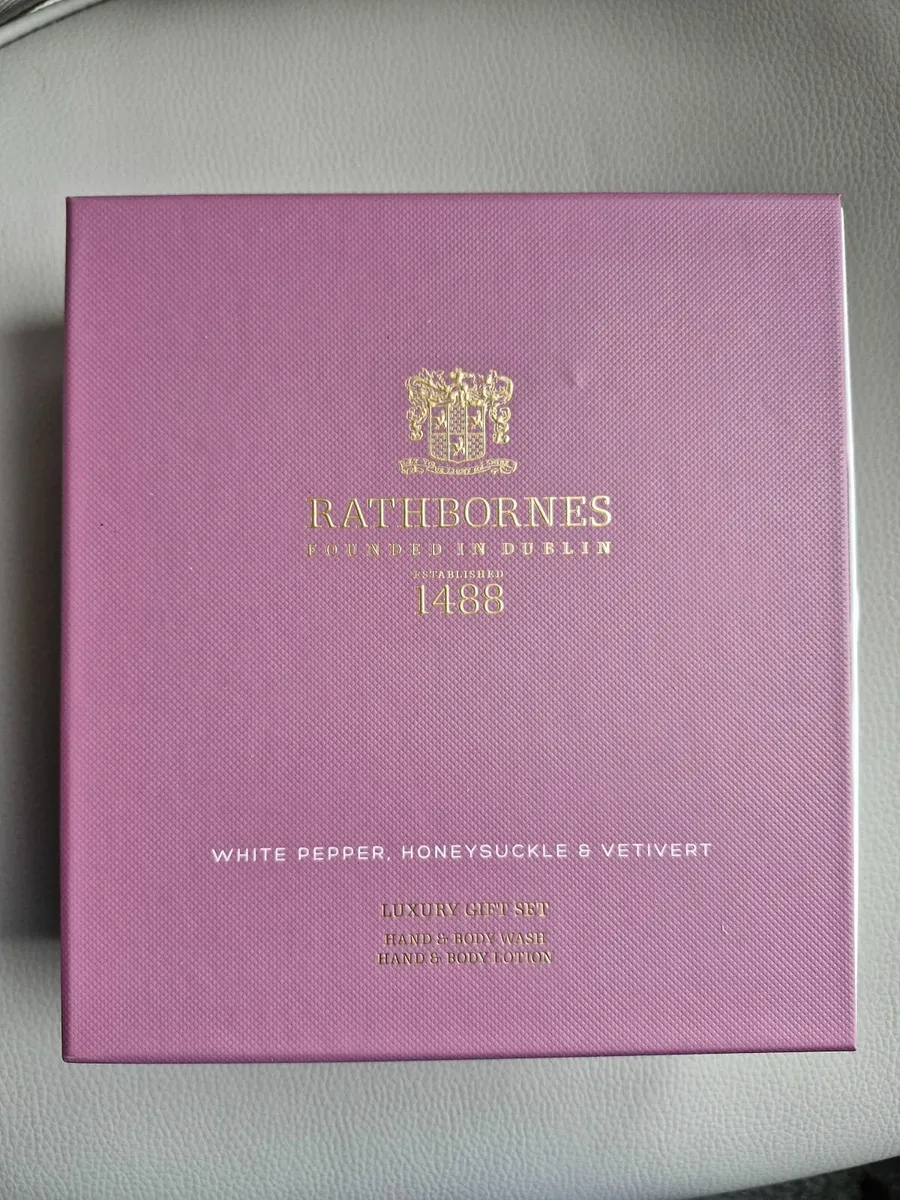 RATHBORNES
FOUNDED IN DUBLIN
ESTABLISHED
1488
WHITE PEPPER, HONEYSUCKLE & VETIVERT
LUXURY GIFT SET
HAND & BODY WASH
HAND & BODY LOTION